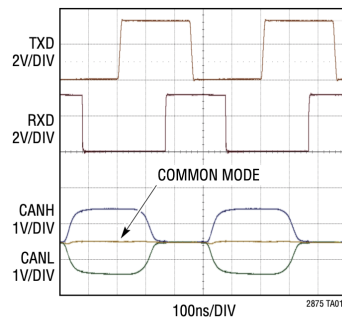 TXD
2V/DIV
RXD
2V/DIV
COMMON MODE
CANH
1V/DIV
CANL
1V/DIV
100ns/DIV
2875 TA01